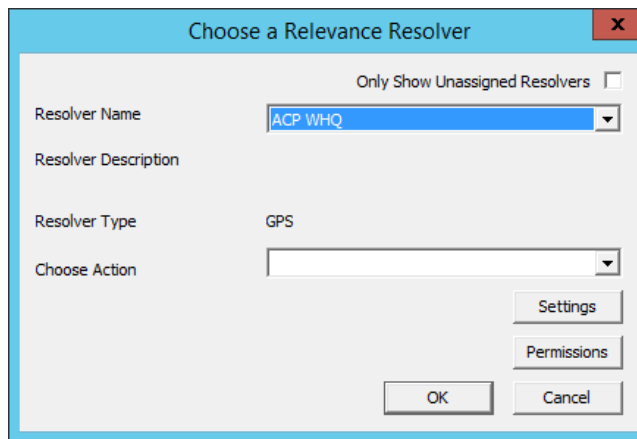 Choose a Relevance Resolver
X
Only Show Unassigned Resolvers
Resolver Name
ACP WHQ
Resolver Description
Resolver Type
GPS
Choose Action
Settings
Permissions
OK
Cancel